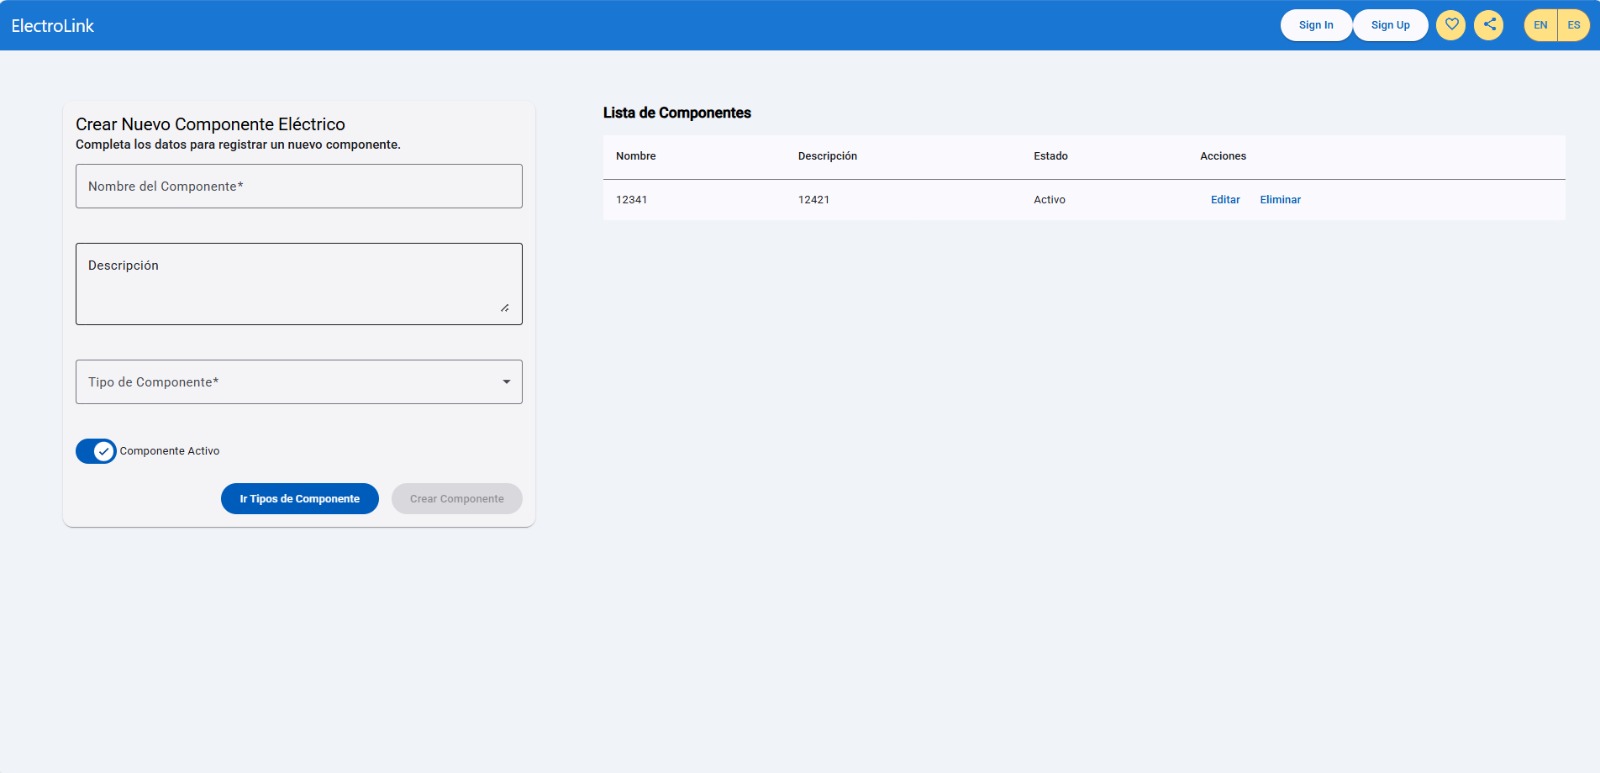 ElectroLink
Sign In
Sign Up
EN
ES
Crear Nuevo Componente Eléctrico
Completa los datos para registrar un nuevo componente.
Nombre del Componente*
Descripción
Tipo de Componente*
Componente Activo
Ir Tipos de Componente
Crear Componente
Lista de Componentes
Nombre Descripción Estado Acciones
12341 12421 Activo Editar Eliminar